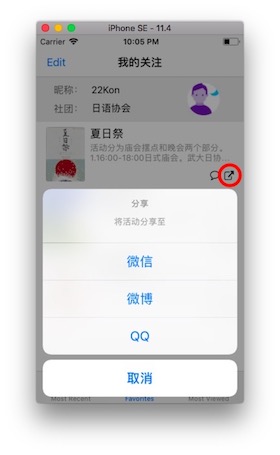 iPhone SE - 11.4
Carrier
10:05 PM
Edit
我的关注
昵称：
22Kon
社团：
日语协会
夏日祭
夏日祭
活动分为庙会摆点和晚会两个部分。
1.16:00-18:00日式庙会，武大日协...
分享
将活动分享至
微信
微博
QQ
取消
Most Recent
Favorites
Most Viewed